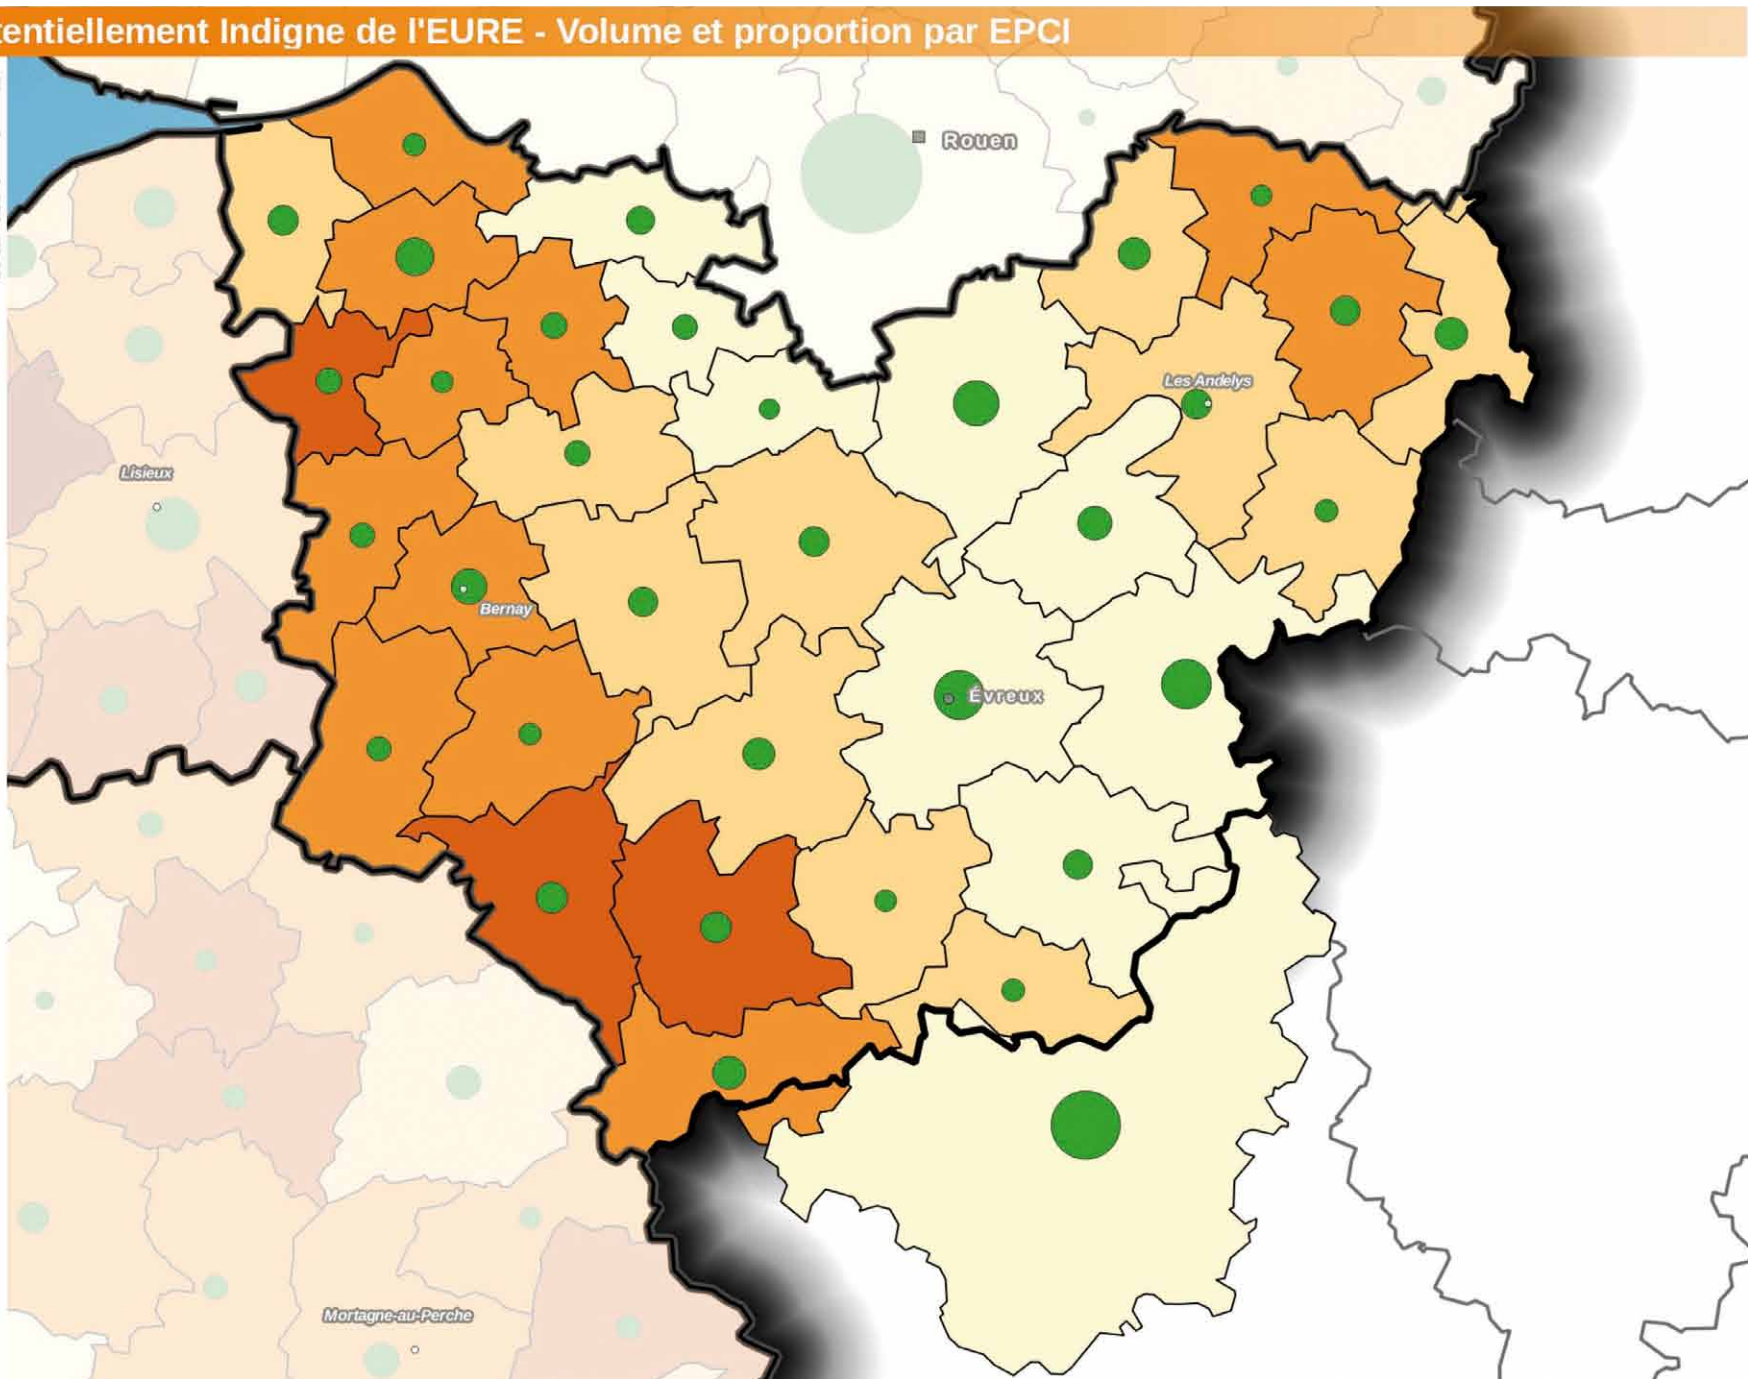 tentiellement Indigne de l'EURE - Volume et proportion par EPCI
Rouen
Les Andelys
Lisieux
Bernay
Évreux
Mortagne-au-Perche